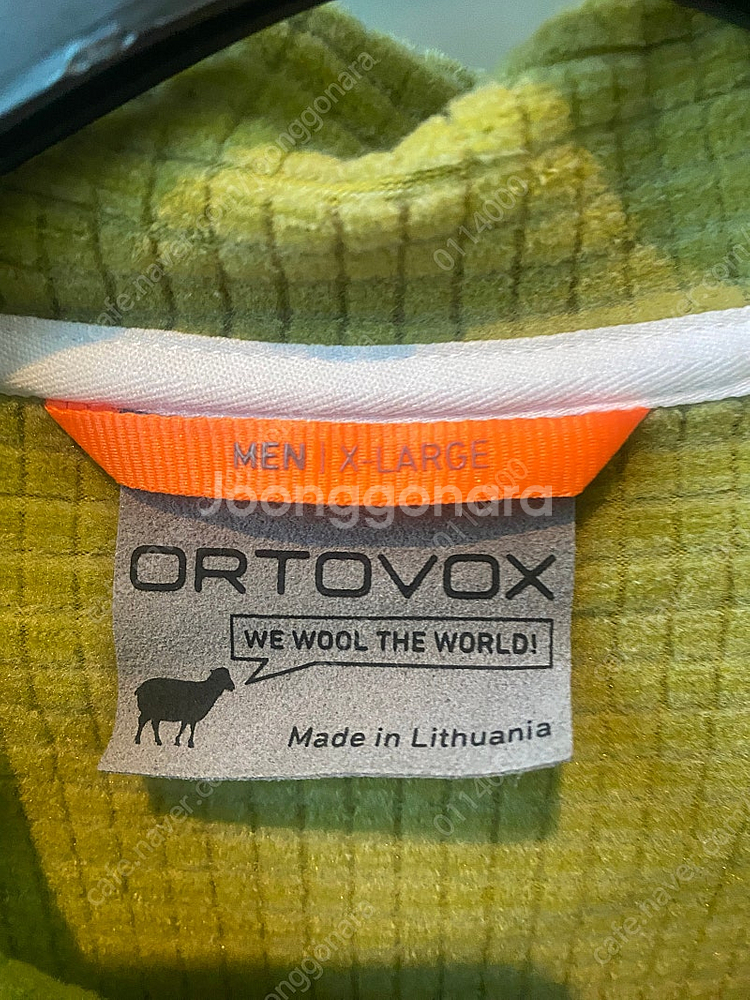 MEN | X-LARGE
Joonggonara
ORTOVOX
WE WOOL THE WORLD!
Made in Lithuania